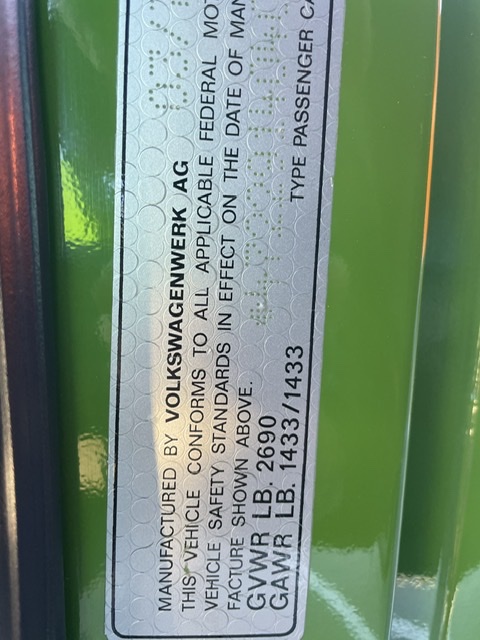 MANUFACTURED BY VOLKSWAGENWERK AG
THIS VEHICLE CONFORMS TO ALL APPLICABLE FEDERAL MOT
VEHICLE SAFETY STANDARDS IN EFFECT ON THE DATE OF MAN
FACTURE SHOWN ABOVE.
GVWR LB. 2690
GAWR LB. 1433/1433
TYPE PASSENGER CA